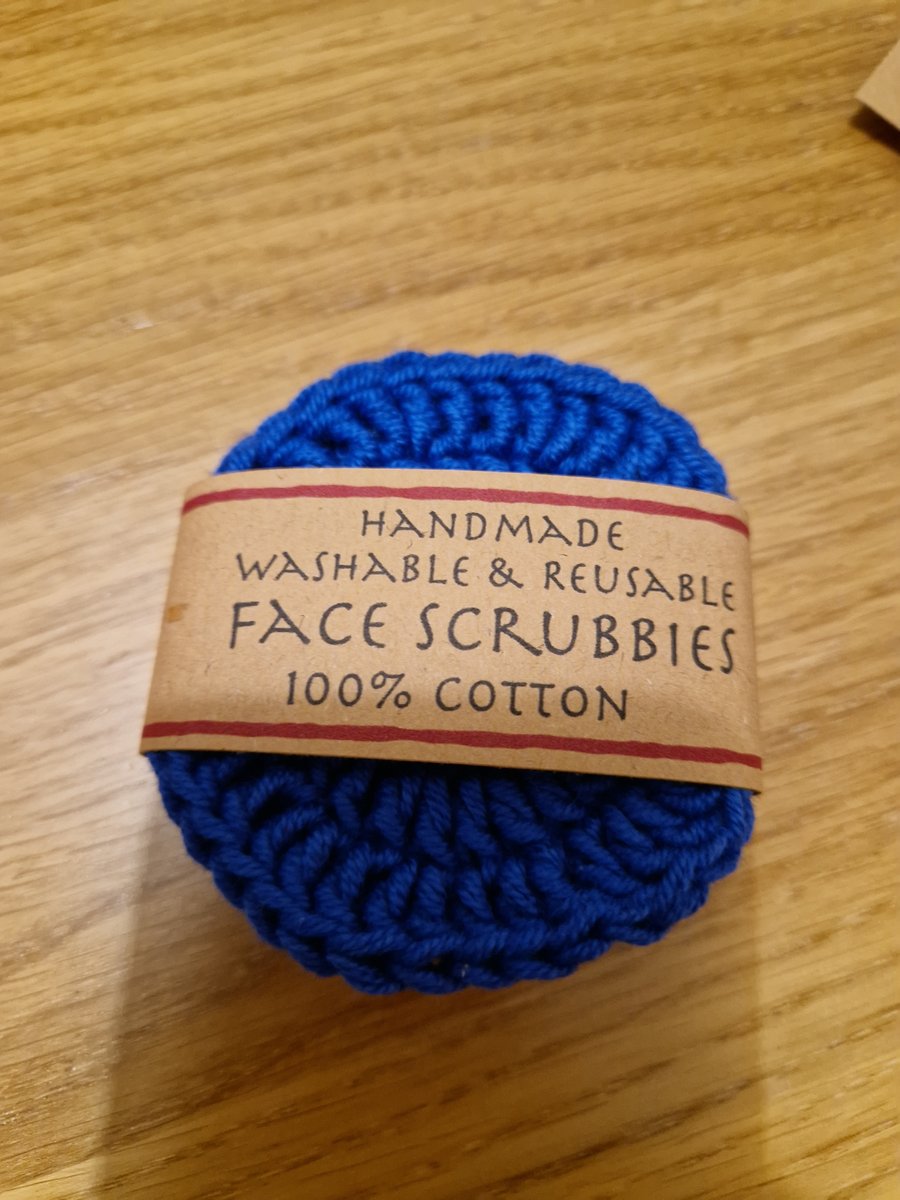 HANDMADE
WASHABLE & REUSABLE
FACE SCRUBBIES
100% COTTON